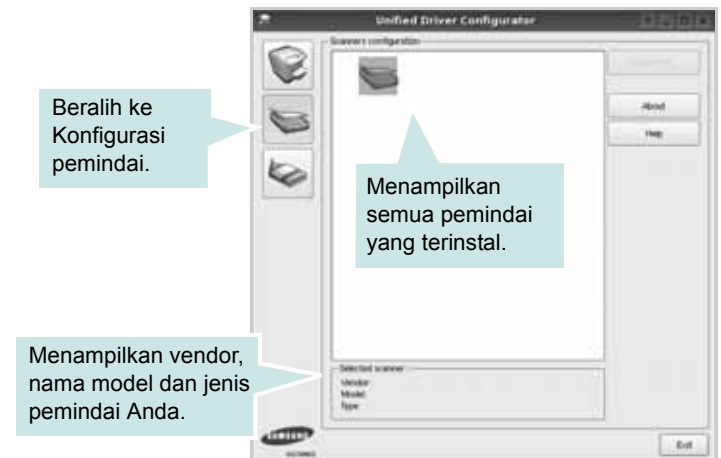 Unified Driver Configurator
Scanners configuration
Beralih ke
Konfigurasi
pemindai.
About
Help
Menampilkan
semua pemindai
yang terinstal.
Menampilkan vendor,
nama model dan jenis
pemindai Anda.
Selected scanner
Vendor:
Model:
Type:
SAMSUNG
Exit